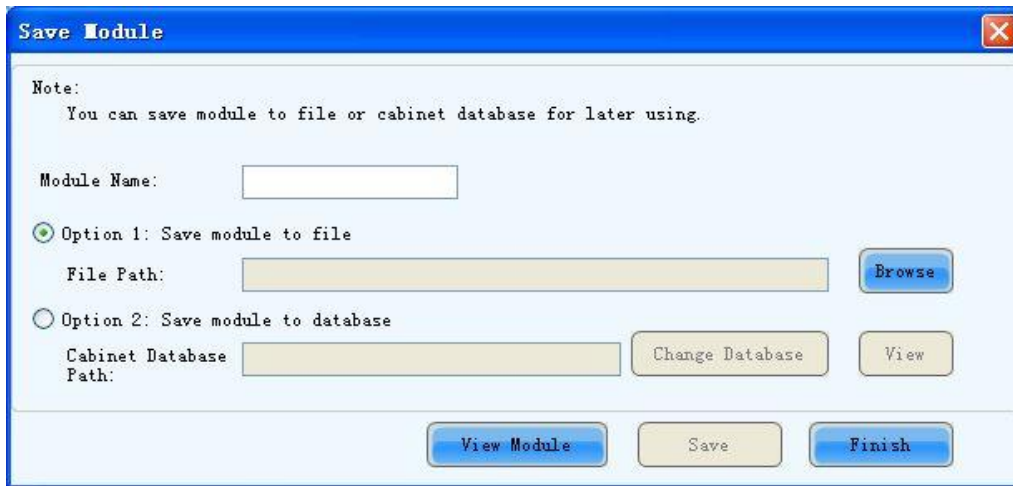 Save Module
Note:
You can save module to file or cabinet database for later using.
Module Name:
Option 1: Save module to file
File Path:
Browse
Option 2: Save module to database
Cabinet Database
Path:
Change Database
View
View Module
Save
Finish